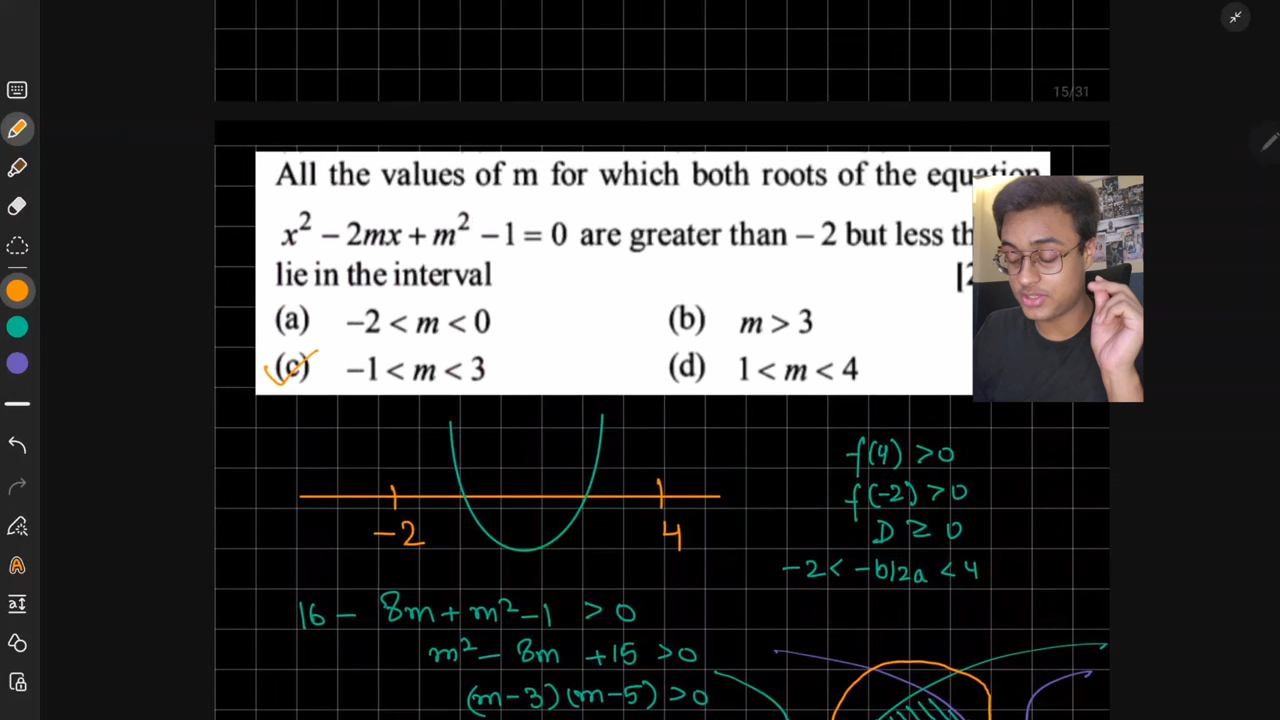 15/31
All the values of m for which both roots of the equation
x² − 2mx + m² − 1 = 0 are greater than − 2 but less
lie in the interval
(a) −2 < m < 0
(b) m > 3
(c) −1 < m < 3
(d) 1 < m < 4
−2
4
f(4) > 0
f(-2) > 0
D ≥ 0
−2 < −b/2a < 4
16 − 8m + m² − 1 > 0
m² − 8m + 15 > 0
(m−3)(m−5) > 0